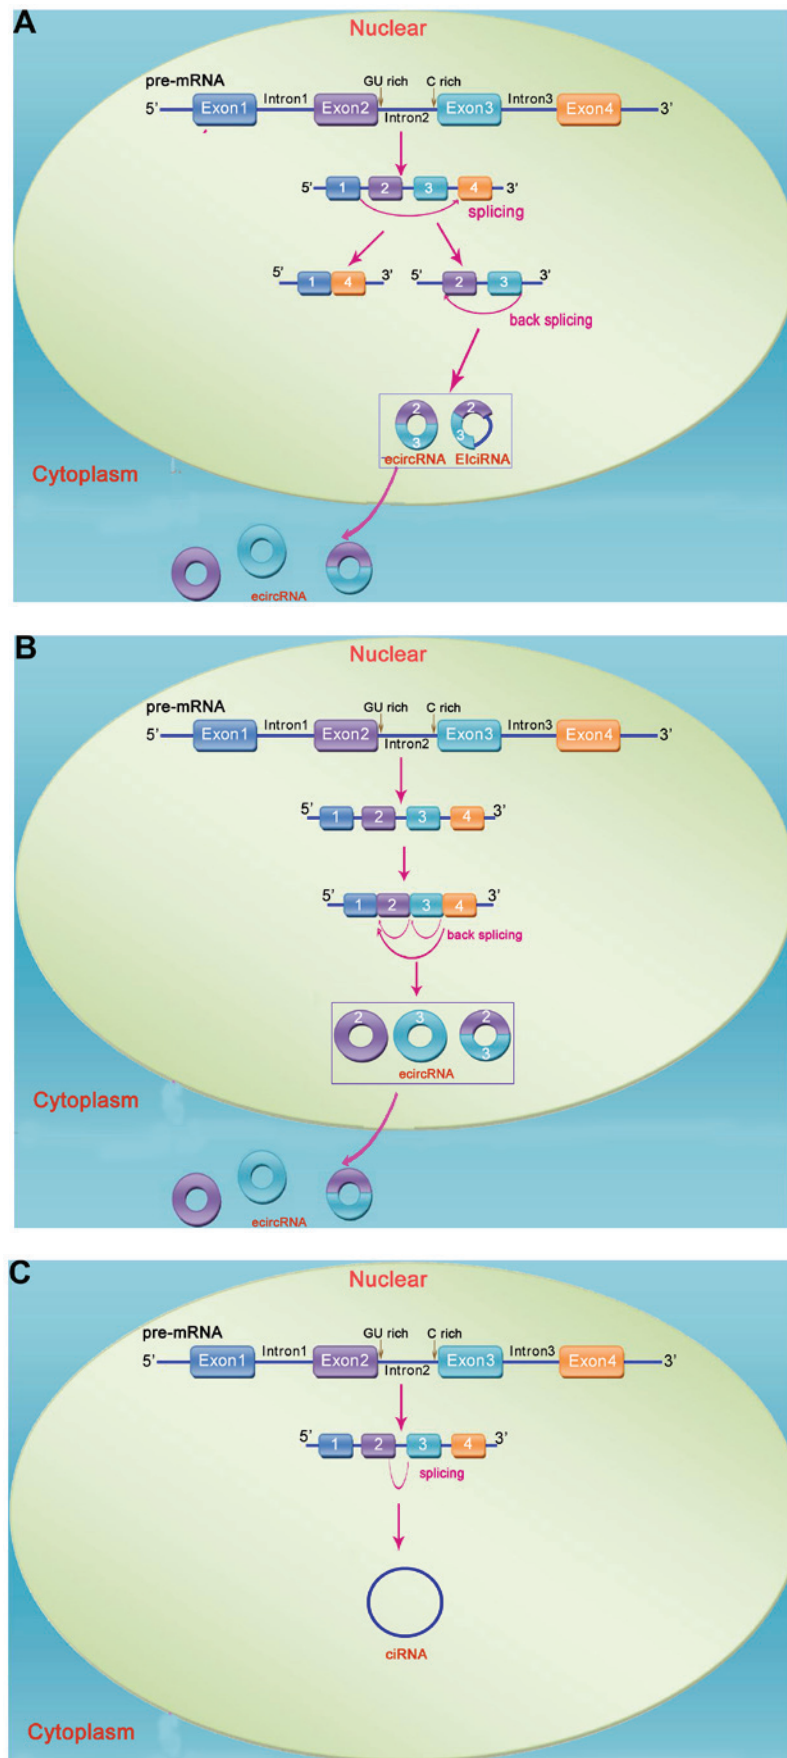 A
Nuclear
pre-mRNA
GU rich
C rich
5’
Exon1
Intron1
Exon2
Intron2
Exon3
Intron3
Exon4
3’
5’ 1 2 3 4 3’
splicing
5’ 1 4 3’
5’ 2 3 3’
back splicing
2 2
3 3
ecircRNA EIciRNA
Cytoplasm
ecircRNA
B
Nuclear
pre-mRNA
GU rich
C rich
5’
Exon1
Intron1
Exon2
Intron2
Exon3
Intron3
Exon4
3’
5’ 1 2 3 4 3’
5’ 1 2 3 4 3’
back splicing
2 3 2
3
ecircRNA
Cytoplasm
ecircRNA
C
Nuclear
pre-mRNA
GU rich
C rich
5’
Exon1
Intron1
Exon2
Intron2
Exon3
Intron3
Exon4
3’
5’ 1 2 3 4 3’
splicing
ciRNA
Cytoplasm